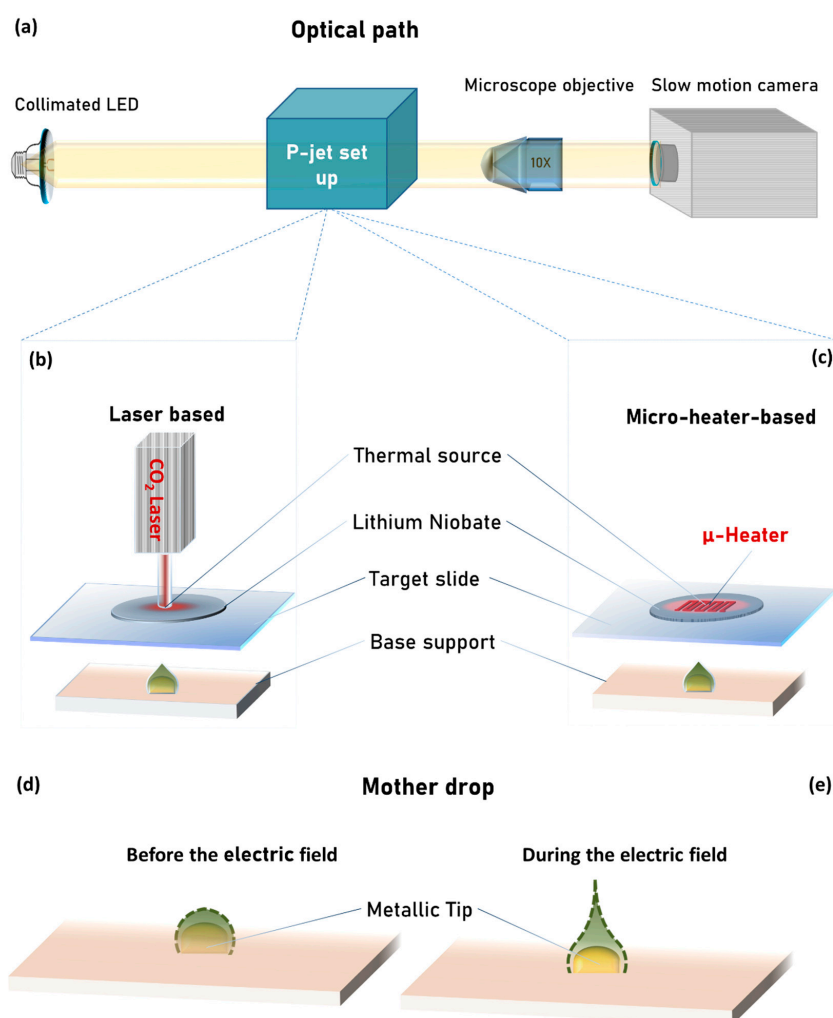 (a)
Optical path
Collimated LED
Microscope objective
Slow motion camera
P-jet set
up
10X
(b)
(c)
Laser based
Micro-heater-based
CO₂ Laser
Thermal source
Lithium Niobate
μ-Heater
Target slide
Base support
(d)
Mother drop
(e)
Before the electric field
During the electric field
Metallic Tip